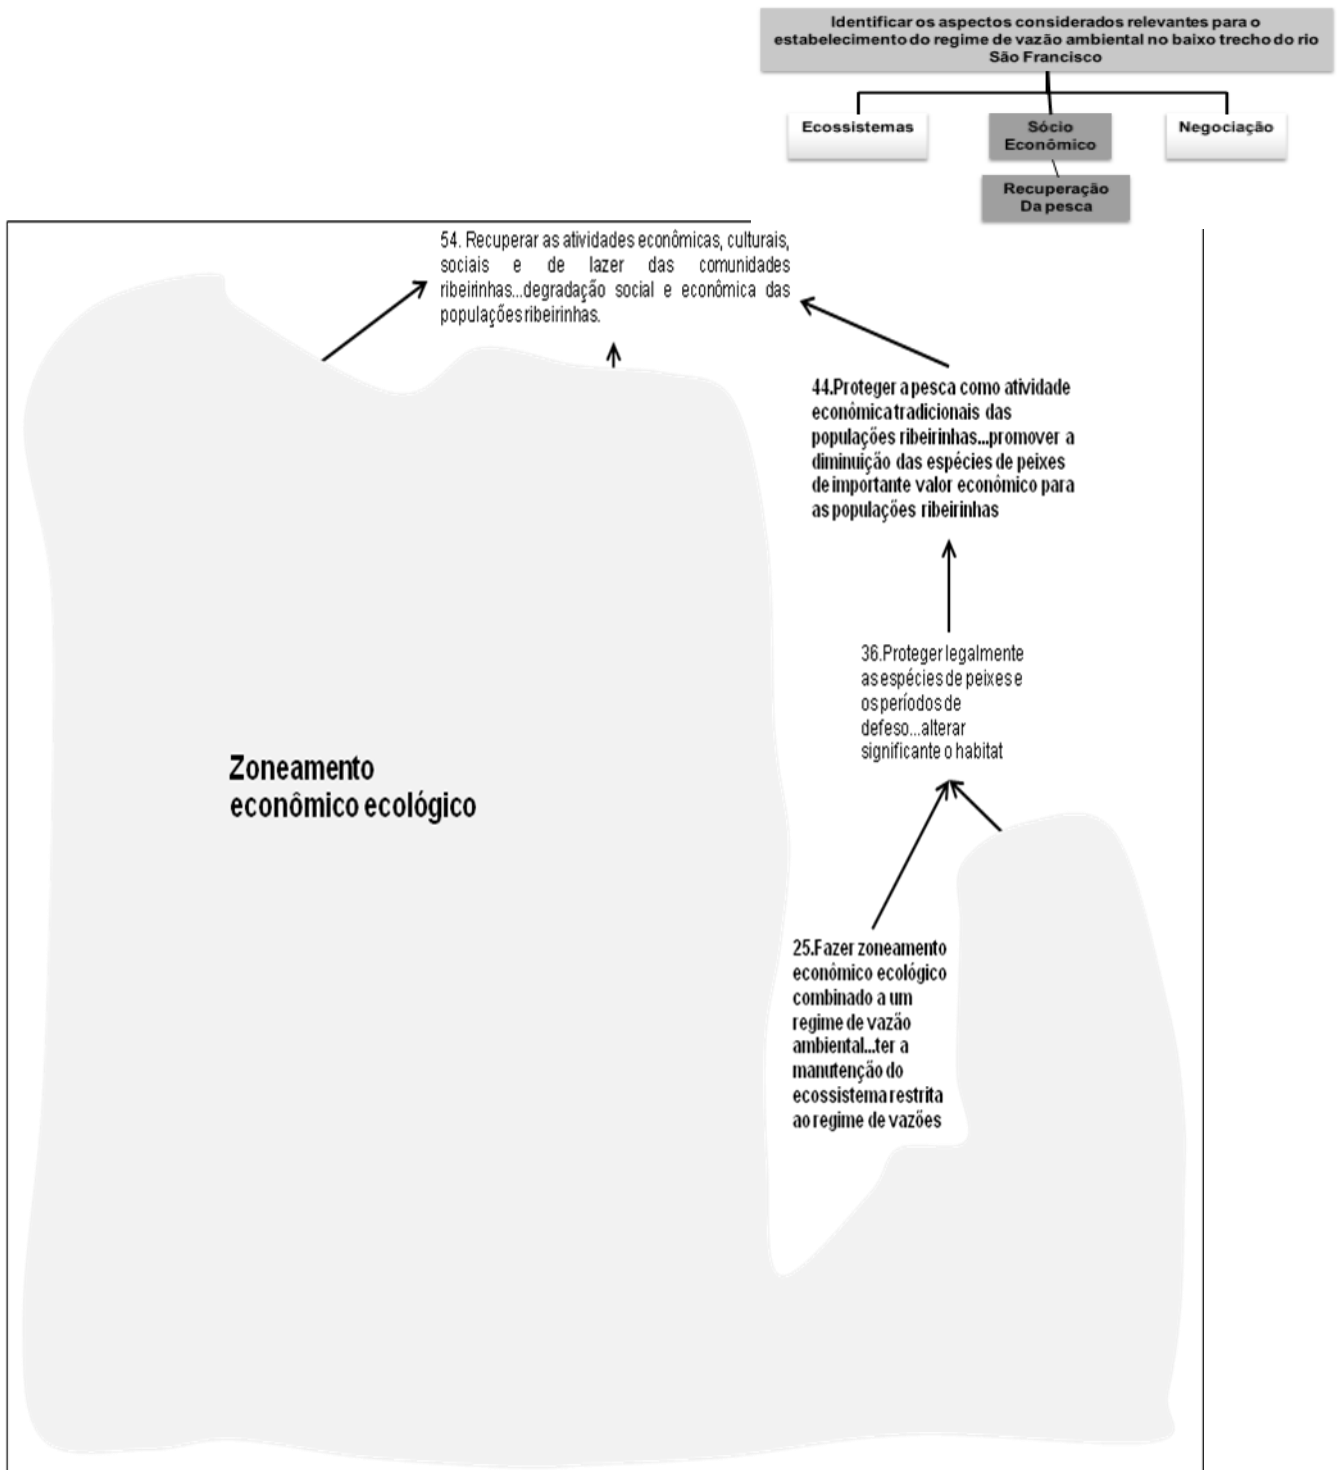 Identificar os aspectos considerados relevantes para o
estabelecimento do regime de vazão ambiental no baixo trecho do rio
São Francisco
Ecossistemas
Sócio
Econômico
Negociação
Recuperação
Da pesca
54. Recuperar as atividades econômicas, culturais,
sociais e de lazer das comunidades
ribeirinhas...degradação social e econômica das
populações ribeirinhas.
44.Proteger a pesca como atividade
econômica tradicionais das
populações ribeirinhas...promover a
diminuição das espécies de peixes
de importante valor econômico para
as populações ribeirinhas
36.Proteger legalmente
as espécies de peixes e
os períodos de
defeso...alterar
significante o habitat
Zoneamento
econômico ecológico
25.Fazer zoneamento
econômico ecológico
combinado a um
regime de vazão
ambiental...ter a
manutenção do
ecossistema restrita
ao regime de vazões